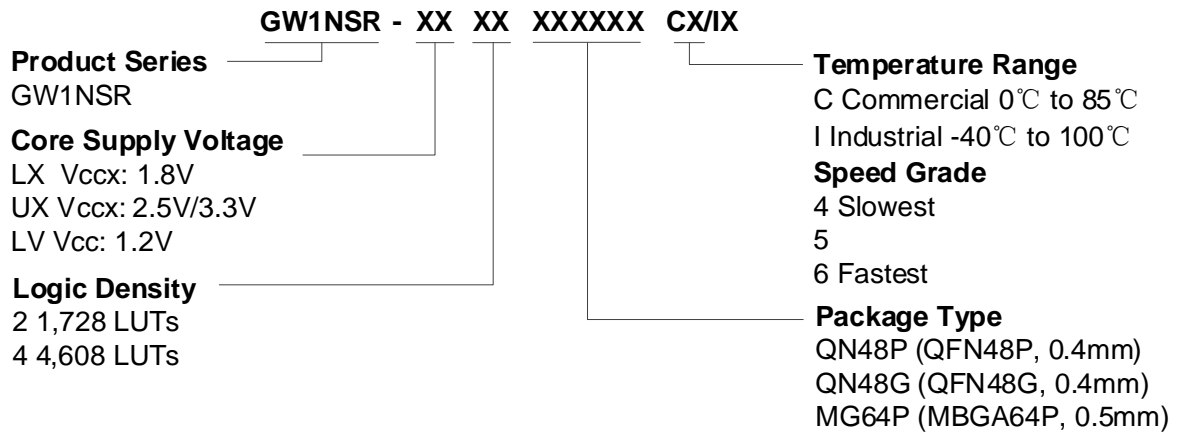 GW1NSR - XX XX XXXXXX CX/IX
Product Series
GW1NSR
Core Supply Voltage
LX Vccx: 1.8V
UX Vccx: 2.5V/3.3V
LV Vcc: 1.2V
Logic Density
2 1,728 LUTs
4 4,608 LUTs
Temperature Range
C Commercial 0℃ to 85℃
I Industrial -40℃ to 100℃
Speed Grade
4 Slowest
5
6 Fastest
Package Type
QN48P (QFN48P, 0.4mm)
QN48G (QFN48G, 0.4mm)
MG64P (MBGA64P, 0.5mm)